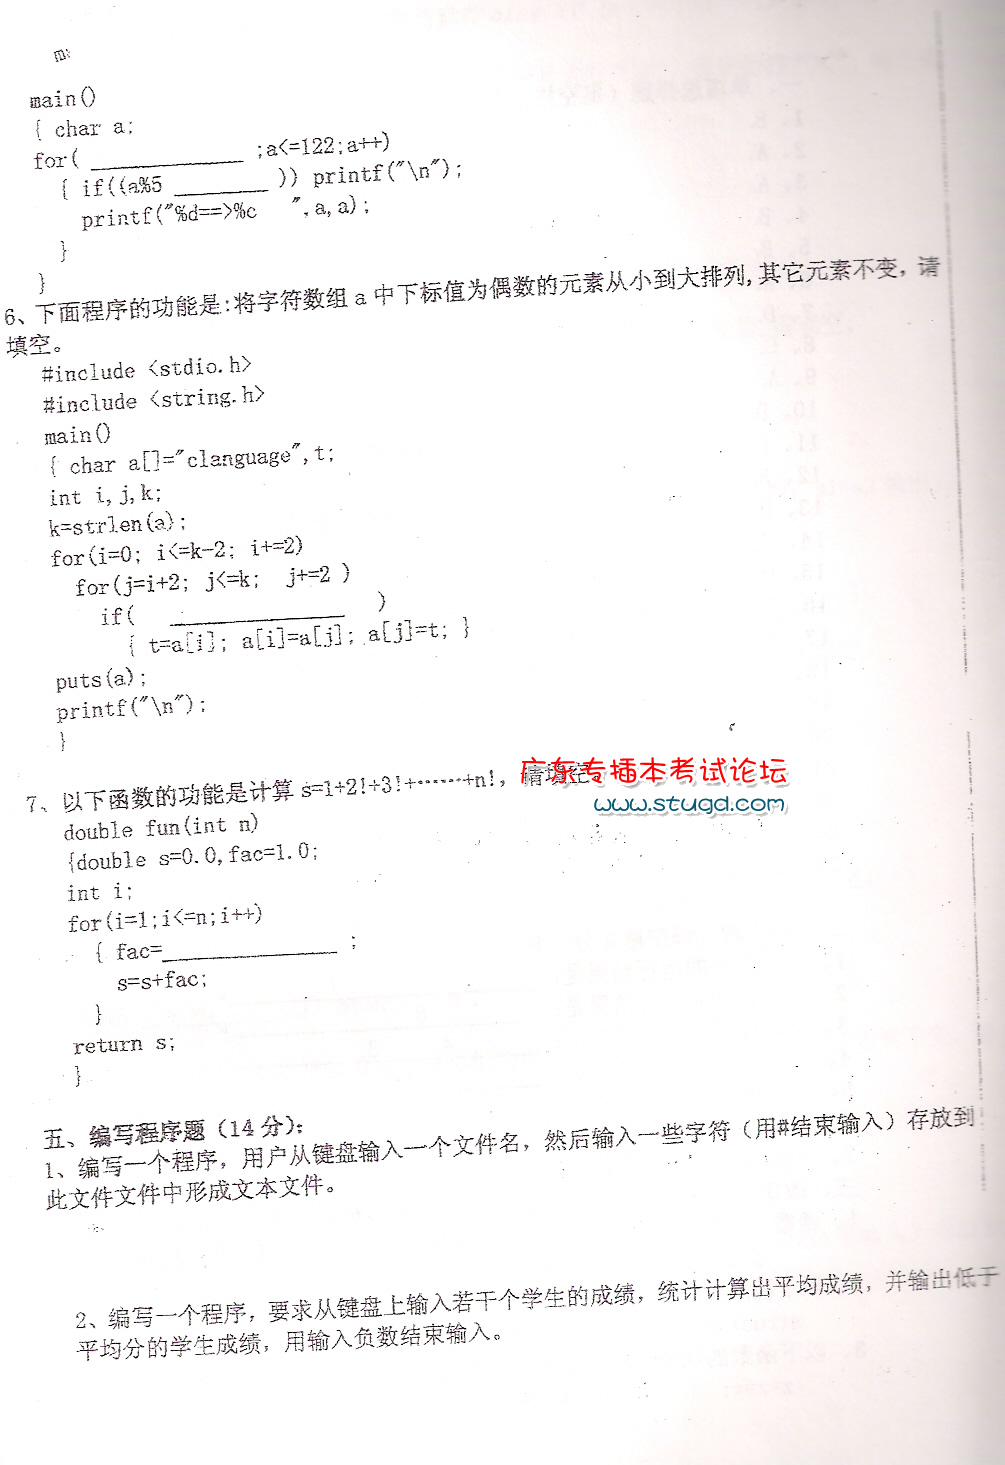 main()
{ char a;
for( ____________ ;a<=122;a++)
{ if((a%5 ________ )) printf("\n");
printf("%d==>%c ",a,a);
}
}
6、下面程序的功能是:将字符数组 a 中下标值为偶数的元素从小到大排列,其它元素不变，请
填空。
#include <stdio.h>
#include <string.h>
main()
{ char a[]="clanguage",t;
int i,j,k;
k=strlen(a);
for(i=0; i<=k-2; i+=2)
for(j=i+2; j<=k; j+=2 )
if( ____________ )
{ t=a[i]; a[i]=a[j]; a[j]=t; }
puts(a);
printf("\n");
}
广东专插本考试论坛
www.stugd.com
7、以下函数的功能是计算 s=1+2!+3!+……+n!，请填空。
double fun(int n)
{double s=0.0,fac=1.0;
int i;
for(i=1;i<=n;i++)
{ fac=____________ ;
s=s+fac;
}
return s;
}
五、编写程序题（14 分）：
1、编写一个程序，用户从键盘输入一个文件名，然后输入一些字符（用#结束输入）存放到
此文件文件中形成文本文件。
2、编写一个程序，要求从键盘上输入若干个学生的成绩，统计计算出平均成绩，并输出低于
平均分的学生成绩，用输入负数结束输入。